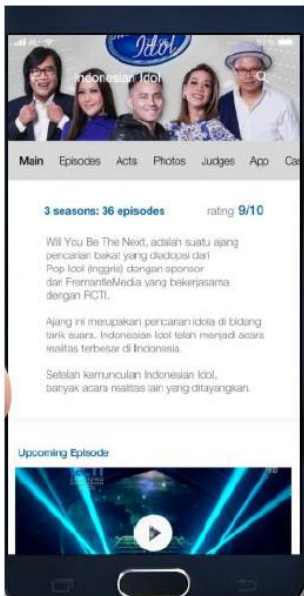 Idol
Indonesian Idol
Main Episodes Acts Photos Judges App Cas
3 seasons: 36 episodes rating 9/10
Will You Be The Next, adalah suatu ajang
pencarian bakat yang diadopsi dari
Pop Idol (Inggris) dongan sponsor
dari FremantleMedia yang bekerjasama
dengan RCTI.
Ajang ini merupakan pencarian idola di bidang
tarik suara. Indonesian Idol telah menjadi acara
realitas terbesar di Indonesia.
Setelah kemunculan Indonesian Idol,
banyak acara realitas lain yang ditayangkan.
Upcoming Episode